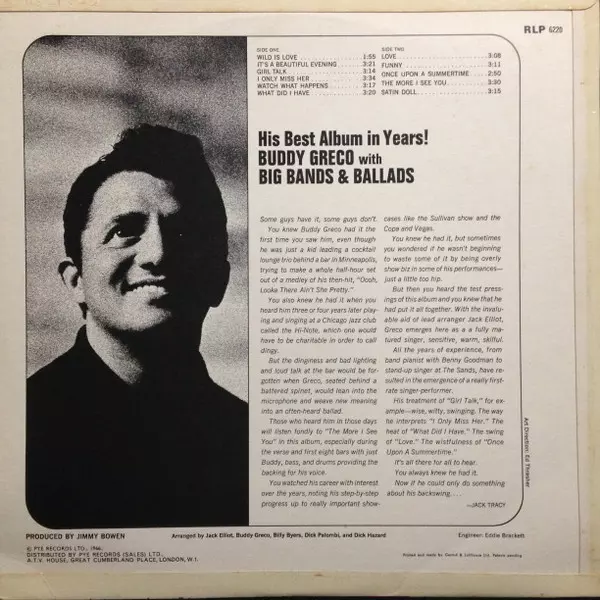 RLP 6220
SIDE ONE
WILD IS LOVE 1:55
IT'S A BEAUTIFUL EVENING 3:21
GIRL TALK 3:14
I ONLY MISS HER 3:34
WATCH WHAT HAPPENS 3:17
WHAT DID I HAVE 3:20
SIDE TWO
LOVE 3:08
FUNNY 3:11
ONCE UPON A SUMMERTIME 2:50
THE MORE I SEE YOU 3:30
SATIN DOLL 3:15
His Best Album in Years!
BUDDY GRECO with
BIG BANDS & BALLADS
Some guys have it, some guys don't.
You knew Buddy Greco had it the
first time you saw him, even though
he was just a kid leading a cocktail
lounge trio behind a bar in Minneapolis,
trying to make a whole half-hour set
out of a medley of his then-hit, "Oooh,
Looka There Ain't She Pretty."
You also knew he had it when you
heard him three or four years later play-
ing and singing at a Chicago jazz club
called the Hi-Note, which one would
have to be charitable in order to call
dingy.
But the dinginess and bad lighting
and loud talk at the bar would be for-
gotten when Greco, seated behind a
battered spinet, would lean into the
microphone and weave new meaning
into an often-heard ballad.
Those who heard him in those days
will listen fondly to "The More I See
You" in this album, especially during
the verse and first eight bars with just
Buddy, bass, and drums providing the
backing for his voice.
You watched his career with interest
over the years, noting his step-by-step
progress up to really important show-
cases like the Sullivan show and the
Copa and Vegas.
You knew he had it, but sometimes
you wondered if he wasn't beginning
to waste some of it by being overly
show biz in some of his performances—
just a little too hip.
But then you heard the test press-
ings of this album and you knew that he
had put it all together. With the invalu-
able aid of lead arranger Jack Elliot,
Greco emerges here as a a fully ma-
tured singer, sensitive, warm, skilful.
All the years of experience, from
band pianist with Benny Goodman to
stand-up singer at The Sands, have re-
sulted in the emergence of a really first-
rate singer-performer.
His treatment of "Girl Talk," for ex-
ample—wise, witty, swinging. The way
he interprets "I Only Miss Her." The
heat of "What Did I Have." The swing
of "Love." The wistfulness of "Once
Upon A Summertime."
It's all there for all to hear.
You always knew he had it.
Now if he could only do something
about his backswing....
—JACK TRACY
Art Direction: Ed Thrasher
PRODUCED BY JIMMY BOWEN
Arranged by Jack Elliot, Buddy Greco, Billy Byers, Dick Palombi, and Dick Hazard
Engineer: Eddie Brackett
© PYE RECORDS LTD., 1966.
DISTRIBUTED BY PYE RECORDS (SALES) LTD.,
A.T.V. HOUSE, GREAT CUMBERLAND PLACE, LONDON, W.1.